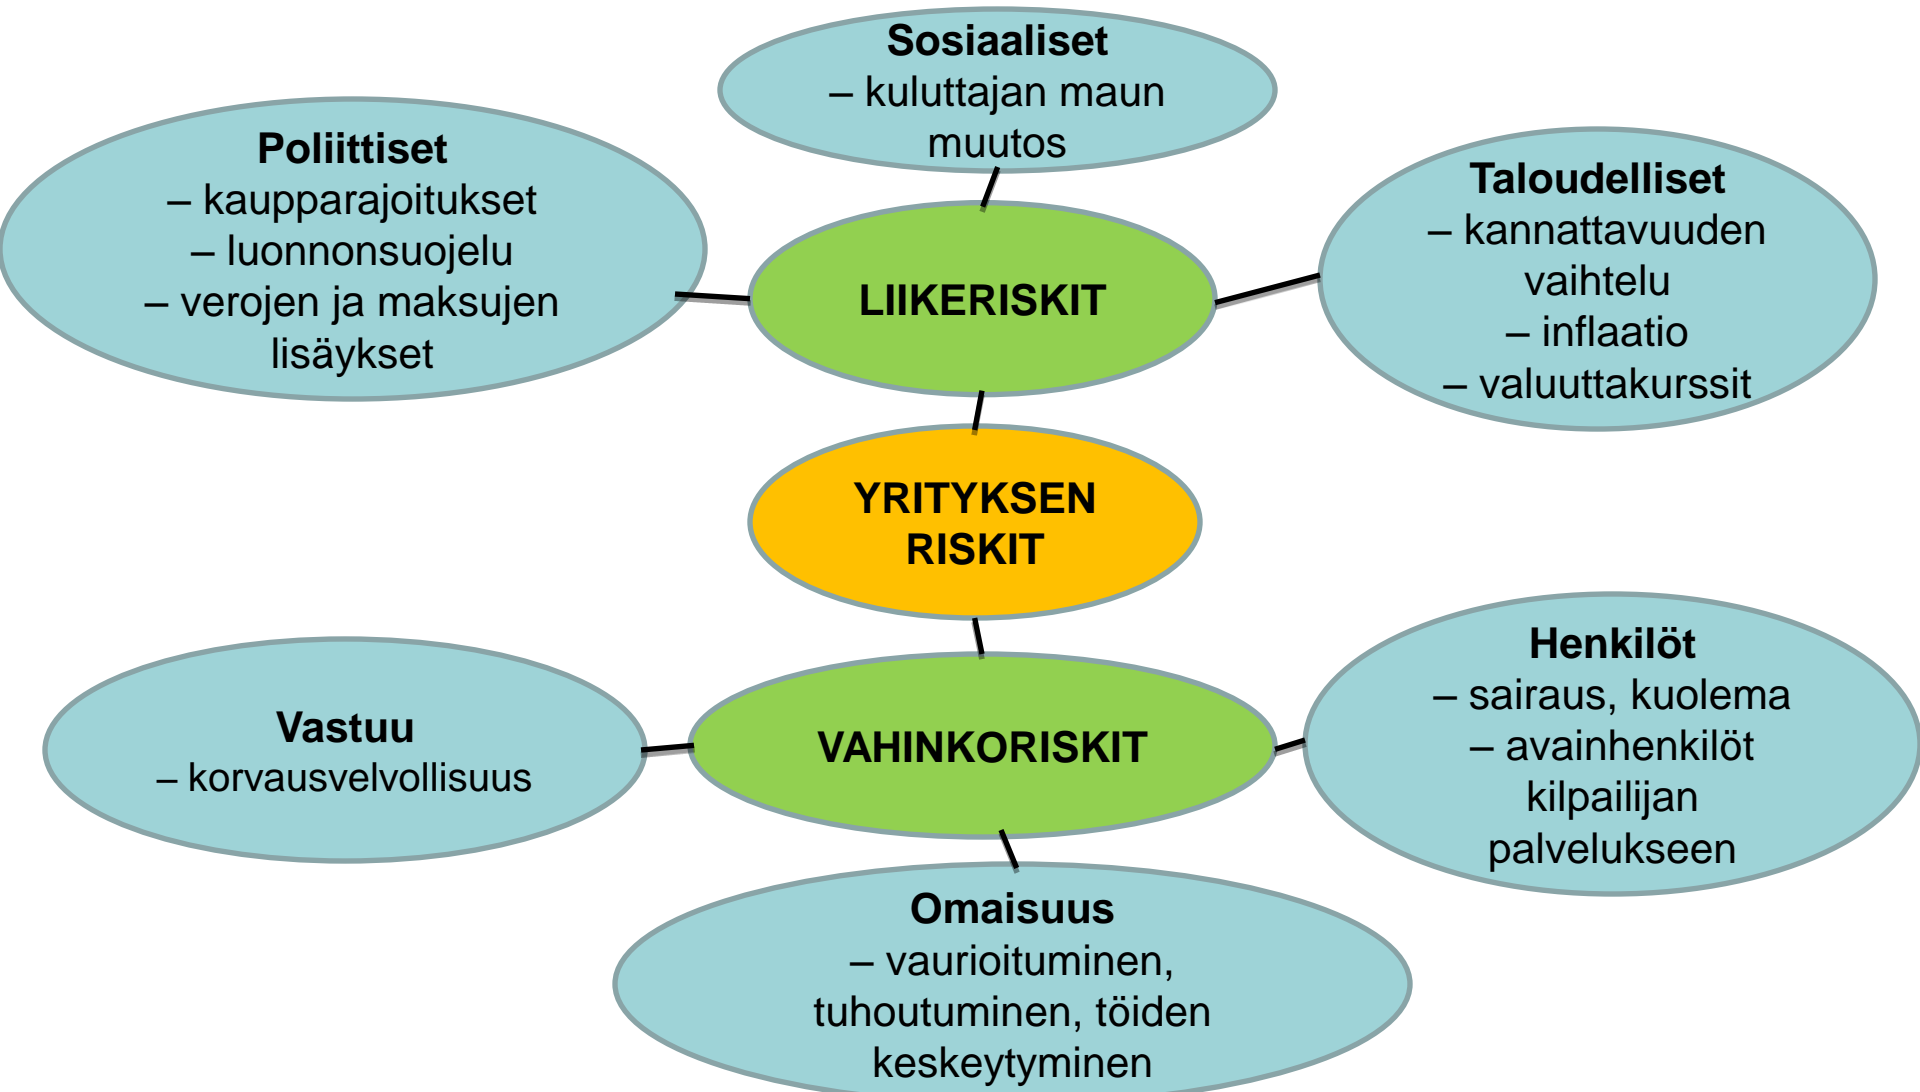 Sosiaaliset
– kuluttajan maun
muutos
Poliittiset
– kaupparajoitukset
– luonnonsuojelu
– verojen ja maksujen
lisäykset
Taloudelliset
– kannattavuuden
vaihtelu
– inflaatio
– valuuttakurssit
LIIKERISKIT
YRITYKSEN
RISKIT
Vastuu
– korvausvelvollisuus
VAHINKORISKIT
Henkilöt
– sairaus, kuolema
– avainhenkilöt
kilpailijan
palvelukseen
Omaisuus
– vaurioituminen,
tuhoutuminen, töiden
keskeytyminen